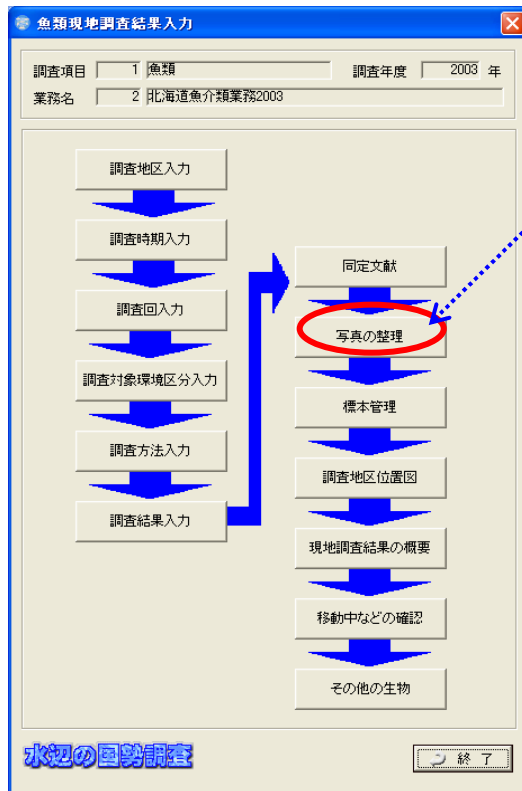 魚類現地調査結果入力
調査項目 1 魚類 調査年度 2003 年
業務名 2 北海道魚介類業務2003
調査地区入力
調査時期入力
調査回入力
調査対象環境区分入力
調査方法入力
調査結果入力
同定文献
写真の整理
標本管理
調査地区位置図
現地調査結果の概要
移動中などの確認
その他の生物
水辺の国勢調査
終 了